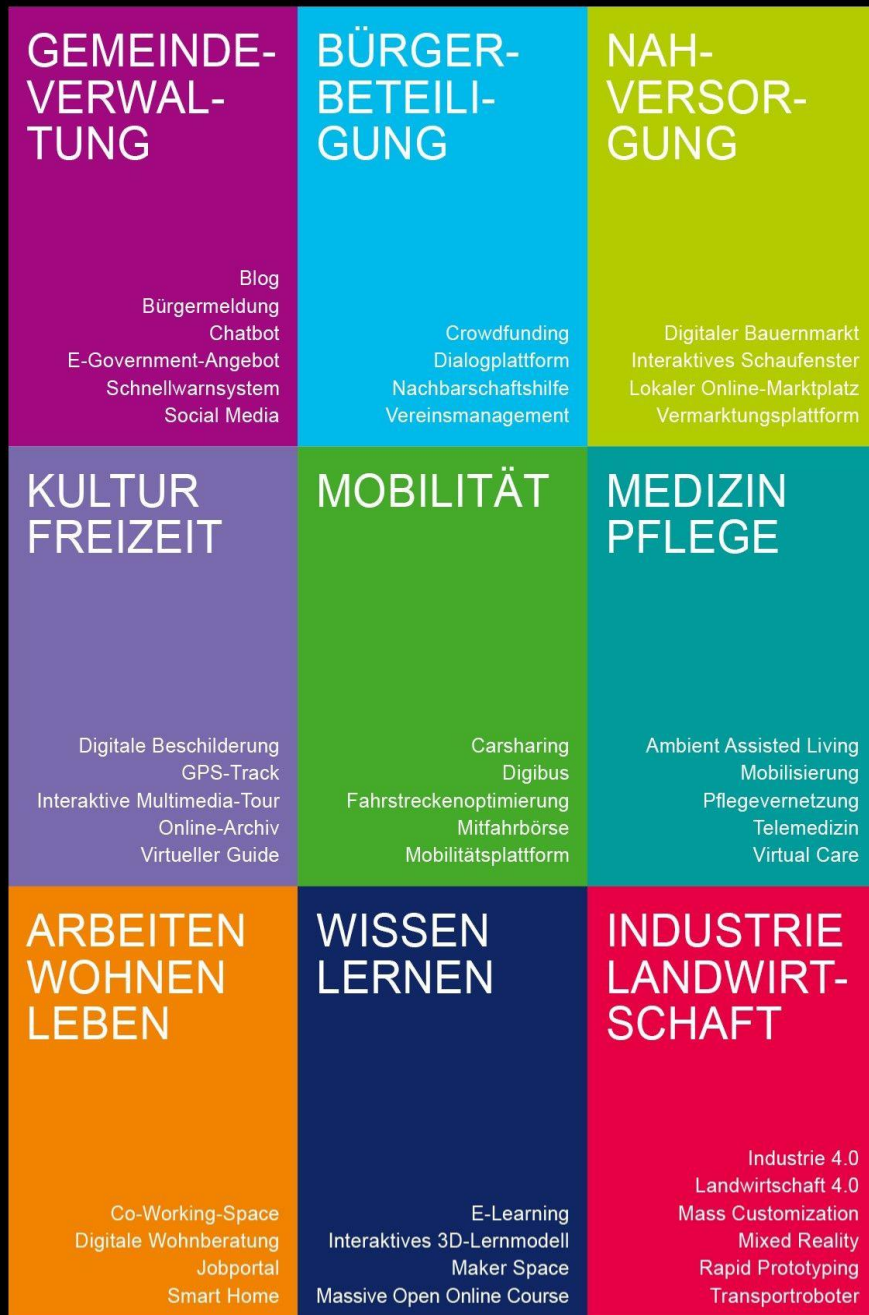 GEMEINDE-
VERWAL-
TUNG
Blog
Bürgermeldung
Chatbot
E-Government-Angebot
Schnellwarnsystem
Social Media
BÜRGER-
BETEILI-
GUNG
Crowdfunding
Dialogplattform
Nachbarschaftshilfe
Vereinsmanagement
NAH-
VERSOR-
GUNG
Digitaler Bauernmarkt
Interaktives Schaufenster
Lokaler Online-Marktplatz
Vermarktungsplattform
KULTUR
FREIZEIT
Digitale Beschilderung
GPS-Track
Interaktive Multimedia-Tour
Online-Archiv
Virtueller Guide
MOBILITÄT
Carsharing
Digibus
Fahrstreckenoptimierung
Mitfahrbörse
Mobilitätsplattform
MEDIZIN
PFLEGE
Ambient Assisted Living
Mobilisierung
Pflegevernetzung
Telemedizin
Virtual Care
ARBEITEN
WOHNEN
LEBEN
Co-Working-Space
Digitale Wohnberatung
Jobportal
Smart Home
WISSEN
LERNEN
E-Learning
Interaktives 3D-Lernmodell
Maker Space
Massive Open Online Course
INDUSTRIE
LANDWIRT-
SCHAFT
Industrie 4.0
Landwirtschaft 4.0
Mass Customization
Mixed Reality
Rapid Prototyping
Transportroboter